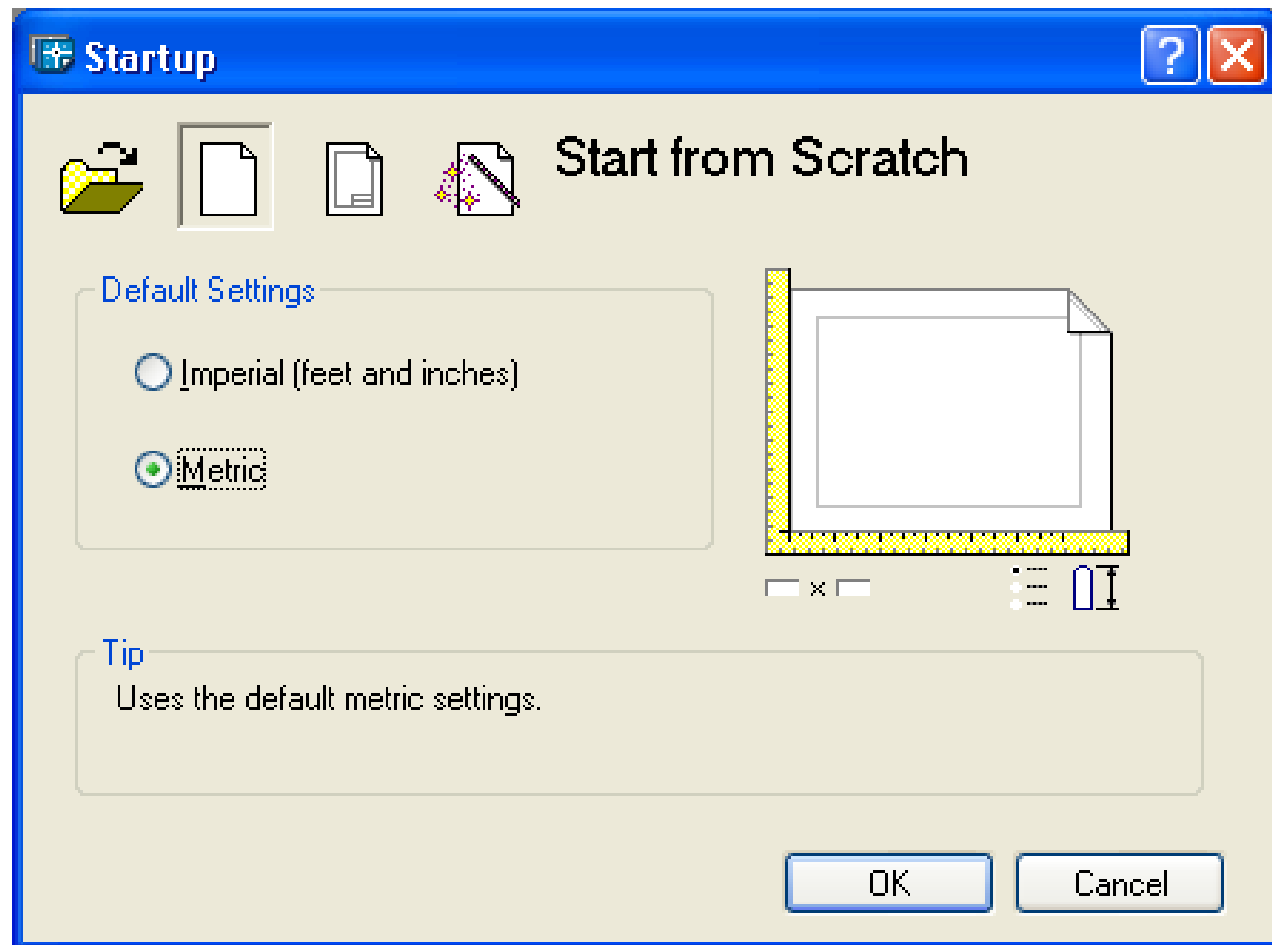 Startup
Start from Scratch
Default Settings
Imperial (feet and inches)
Metric
Tip
Uses the default metric settings.
OK
Cancel